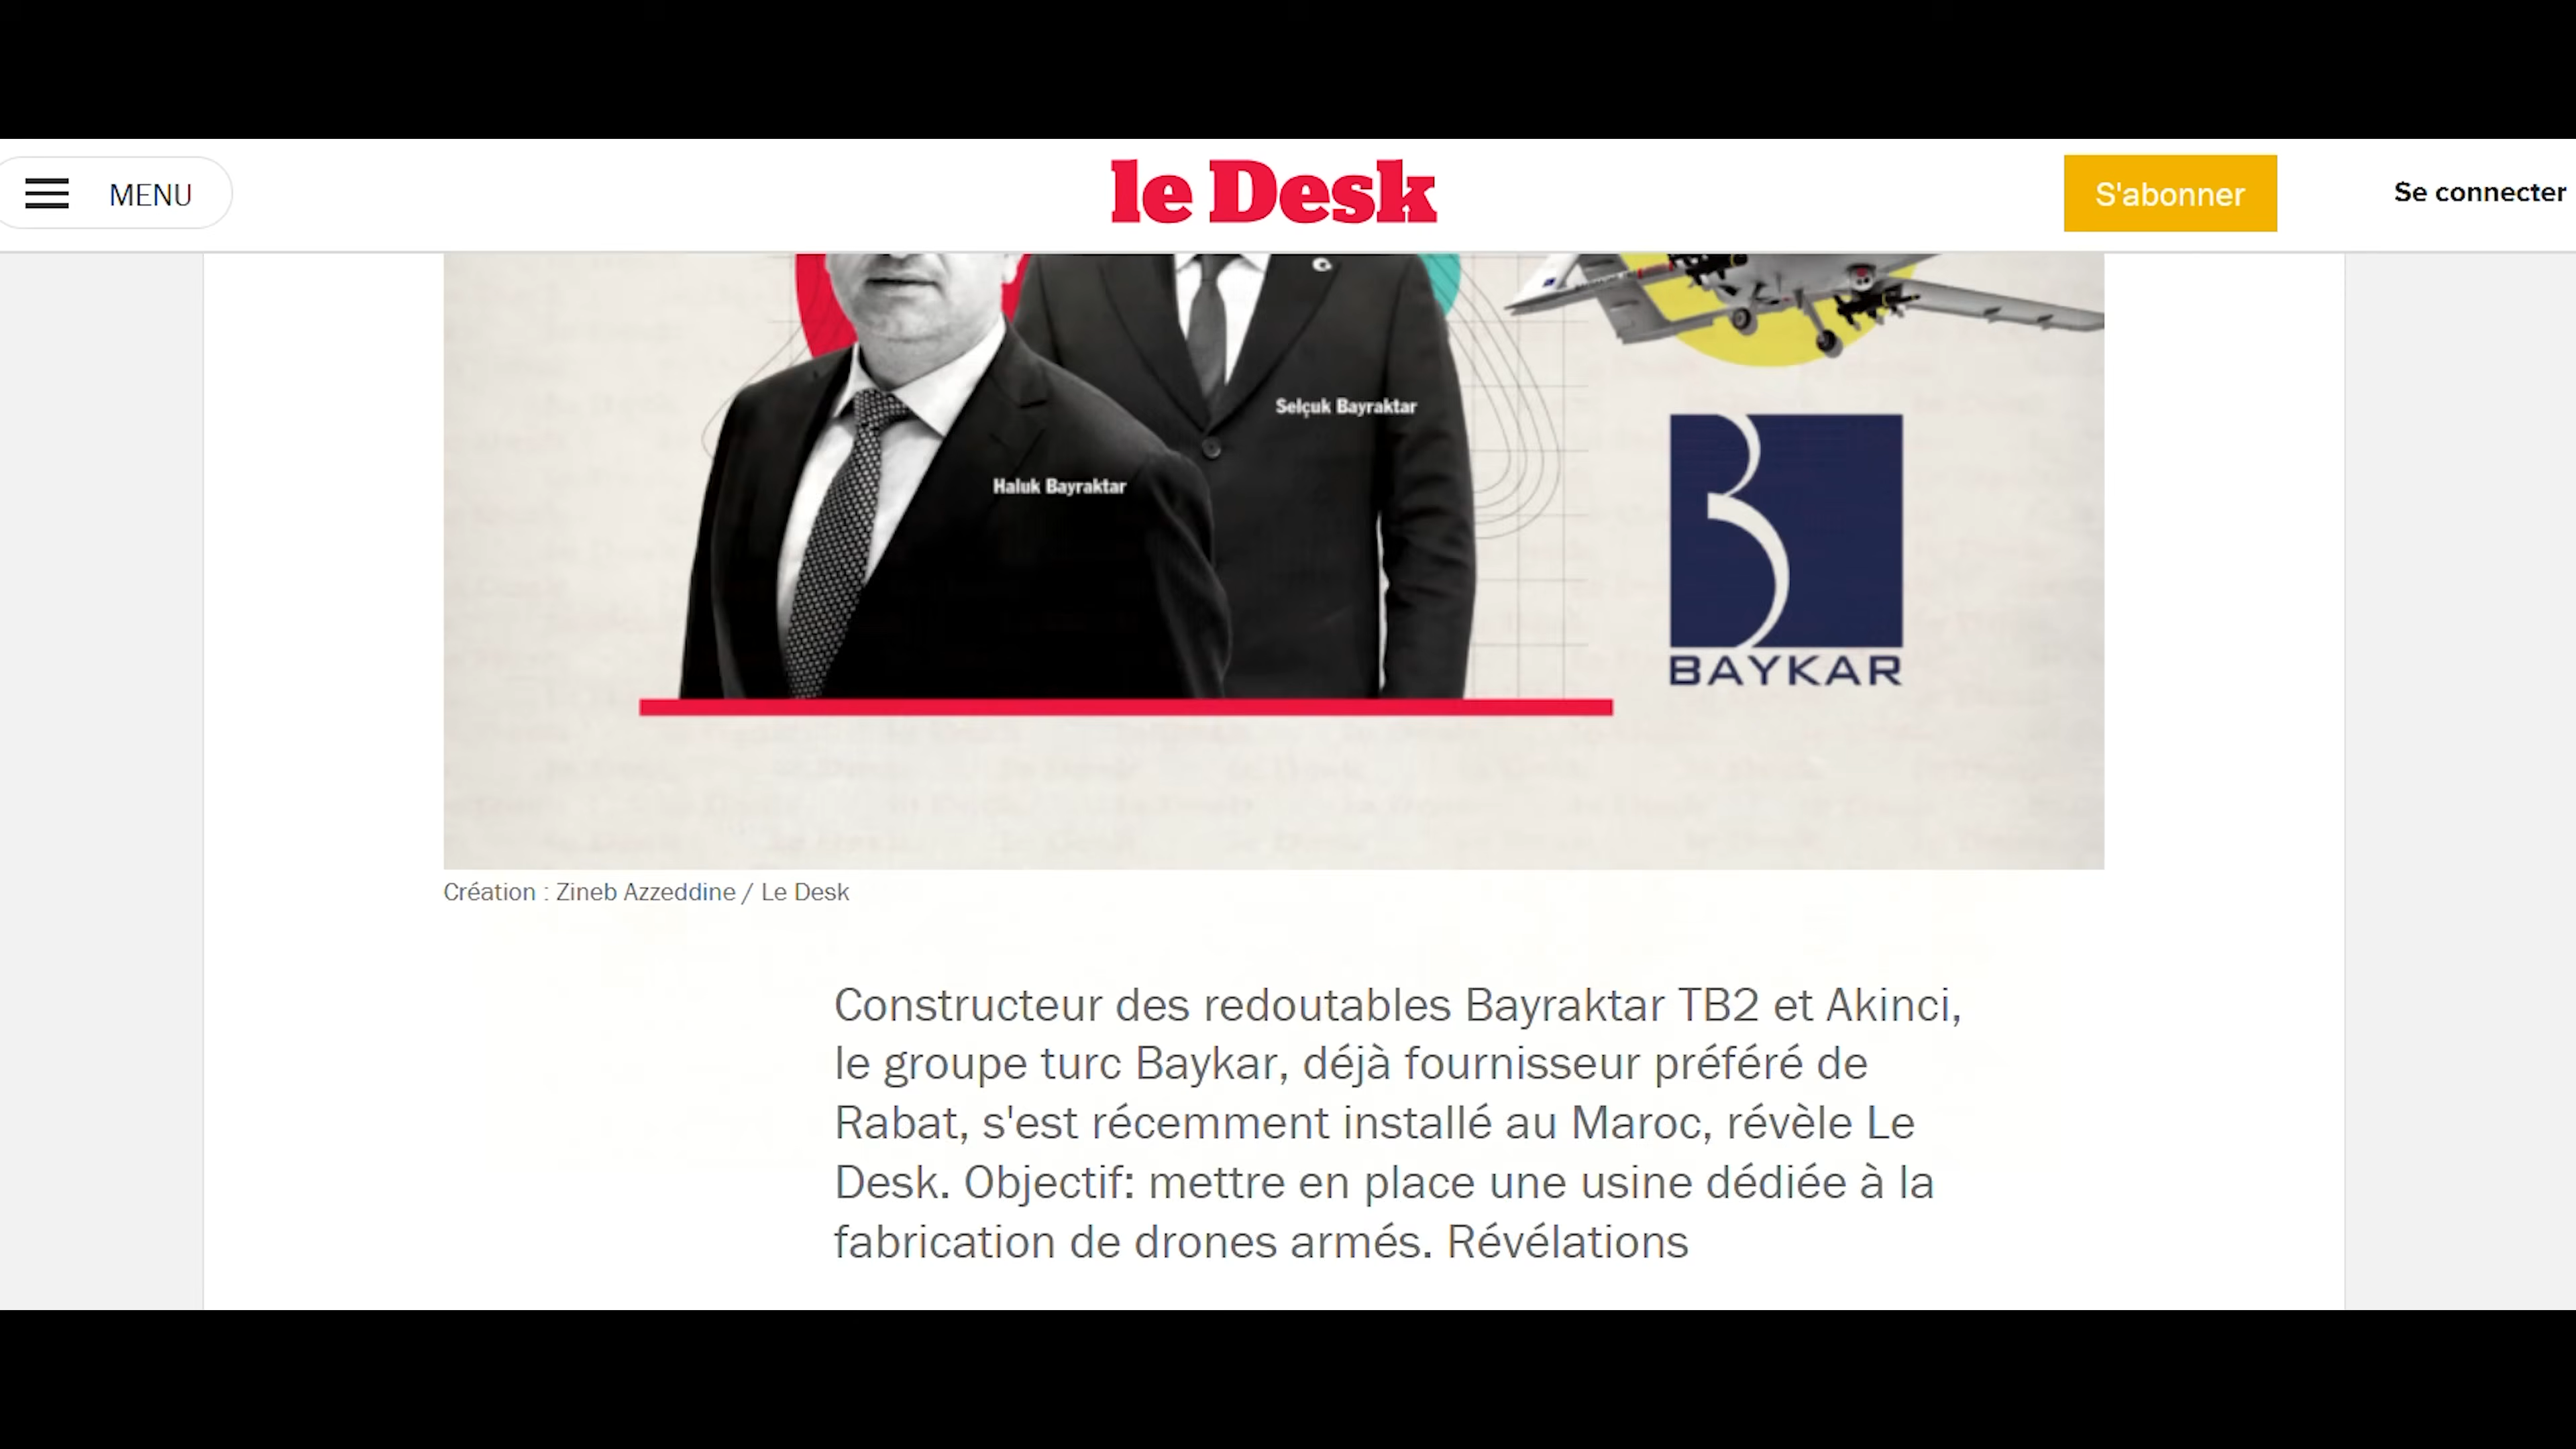 MENU
le Desk
S'abonner
Se connecter
Selçuk Bayraktar
Haluk Bayraktar
BAYKAR
Création : Zineb Azzeddine / Le Desk
Constructeur des redoutables Bayraktar TB2 et Akinci,
le groupe turc Baykar, déjà fournisseur préféré de
Rabat, s'est récemment installé au Maroc, révèle Le
Desk. Objectif: mettre en place une usine dédiée à la
fabrication de drones armés. Révélations